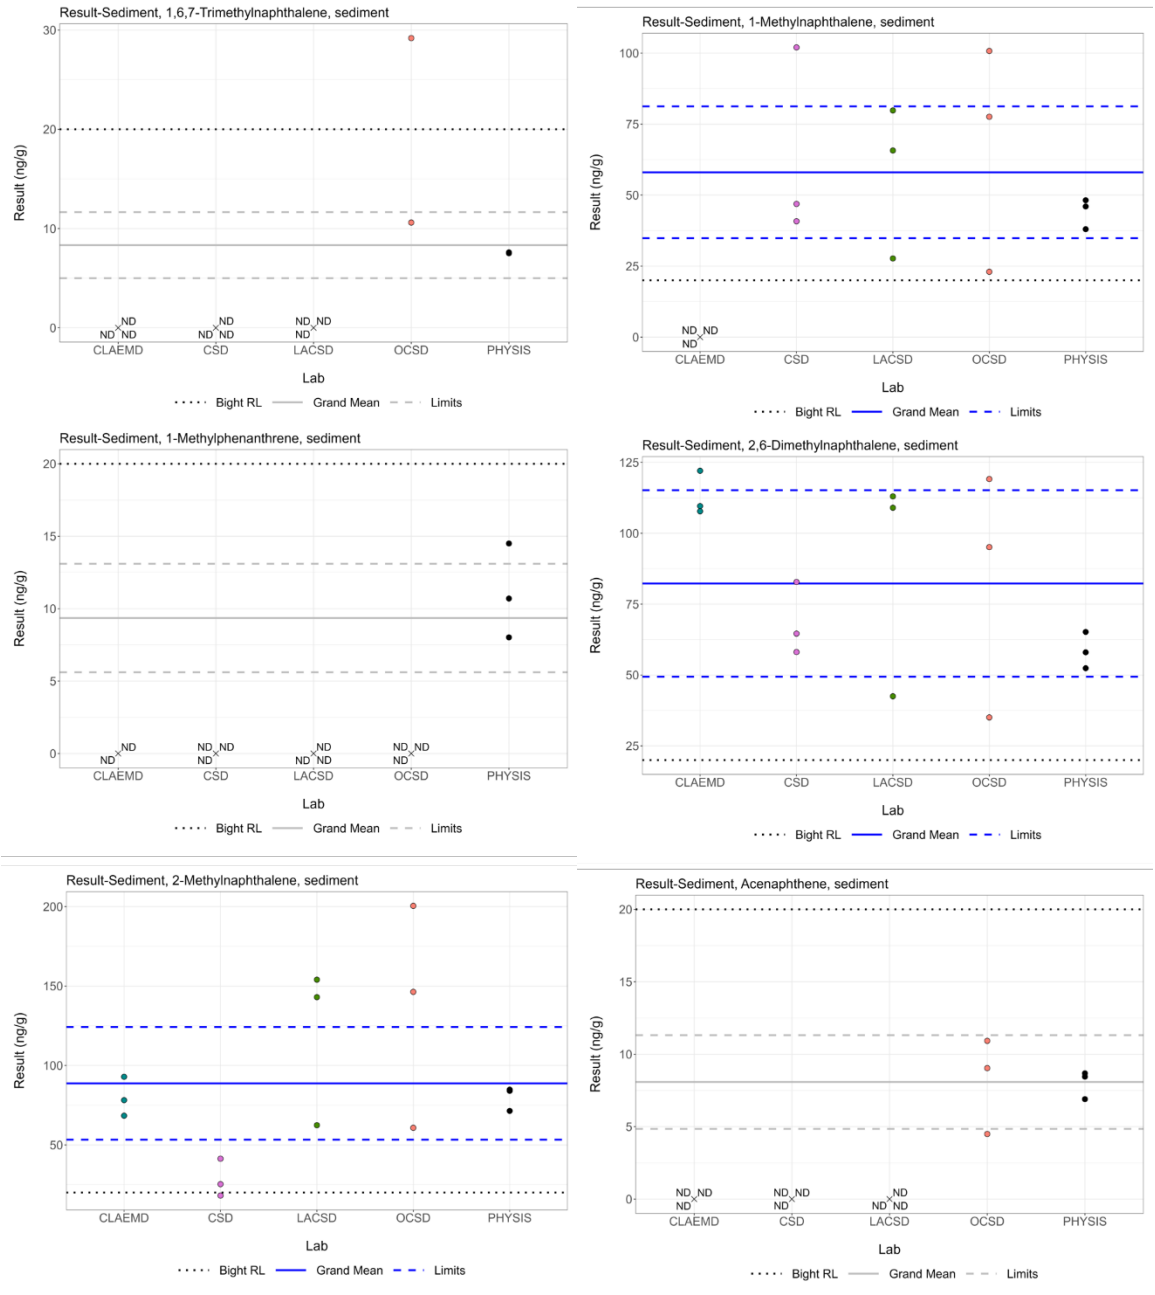 Result-Sediment, 1,6,7-Trimethylnaphthalene, sediment
30
20
10
0
Result (ng/g)
ND
ND ND
ND
ND ND
ND ND
ND
CLAEMD CSD LACSD OCSD PHYSIS
Lab
Bight RL Grand Mean Limits
Result-Sediment, 1-Methylnaphthalene, sediment
100
75
50
25
0
Result (ng/g)
ND ND
ND
CLAEMD CSD LACSD OCSD PHYSIS
Lab
Bight RL Grand Mean Limits
Result-Sediment, 1-Methylphenanthrene, sediment
20
15
10
5
0
Result (ng/g)
ND
ND
ND ND
ND
ND
ND ND
ND ND
ND
CLAEMD CSD LACSD OCSD PHYSIS
Lab
Bight RL Grand Mean Limits
Result-Sediment, 2,6-Dimethylnaphthalene, sediment
125
100
75
50
25
Result (ng/g)
CLAEMD CSD LACSD OCSD PHYSIS
Lab
Bight RL Grand Mean Limits
Result-Sediment, 2-Methylnaphthalene, sediment
200
150
100
50
Result (ng/g)
CLAEMD CSD LACSD OCSD PHYSIS
Lab
Bight RL Grand Mean Limits
Result-Sediment, Acenaphthene, sediment
20
15
10
5
0
Result (ng/g)
ND ND
ND
ND ND
ND
ND
ND ND
CLAEMD CSD LACSD OCSD PHYSIS
Lab
Bight RL Grand Mean Limits